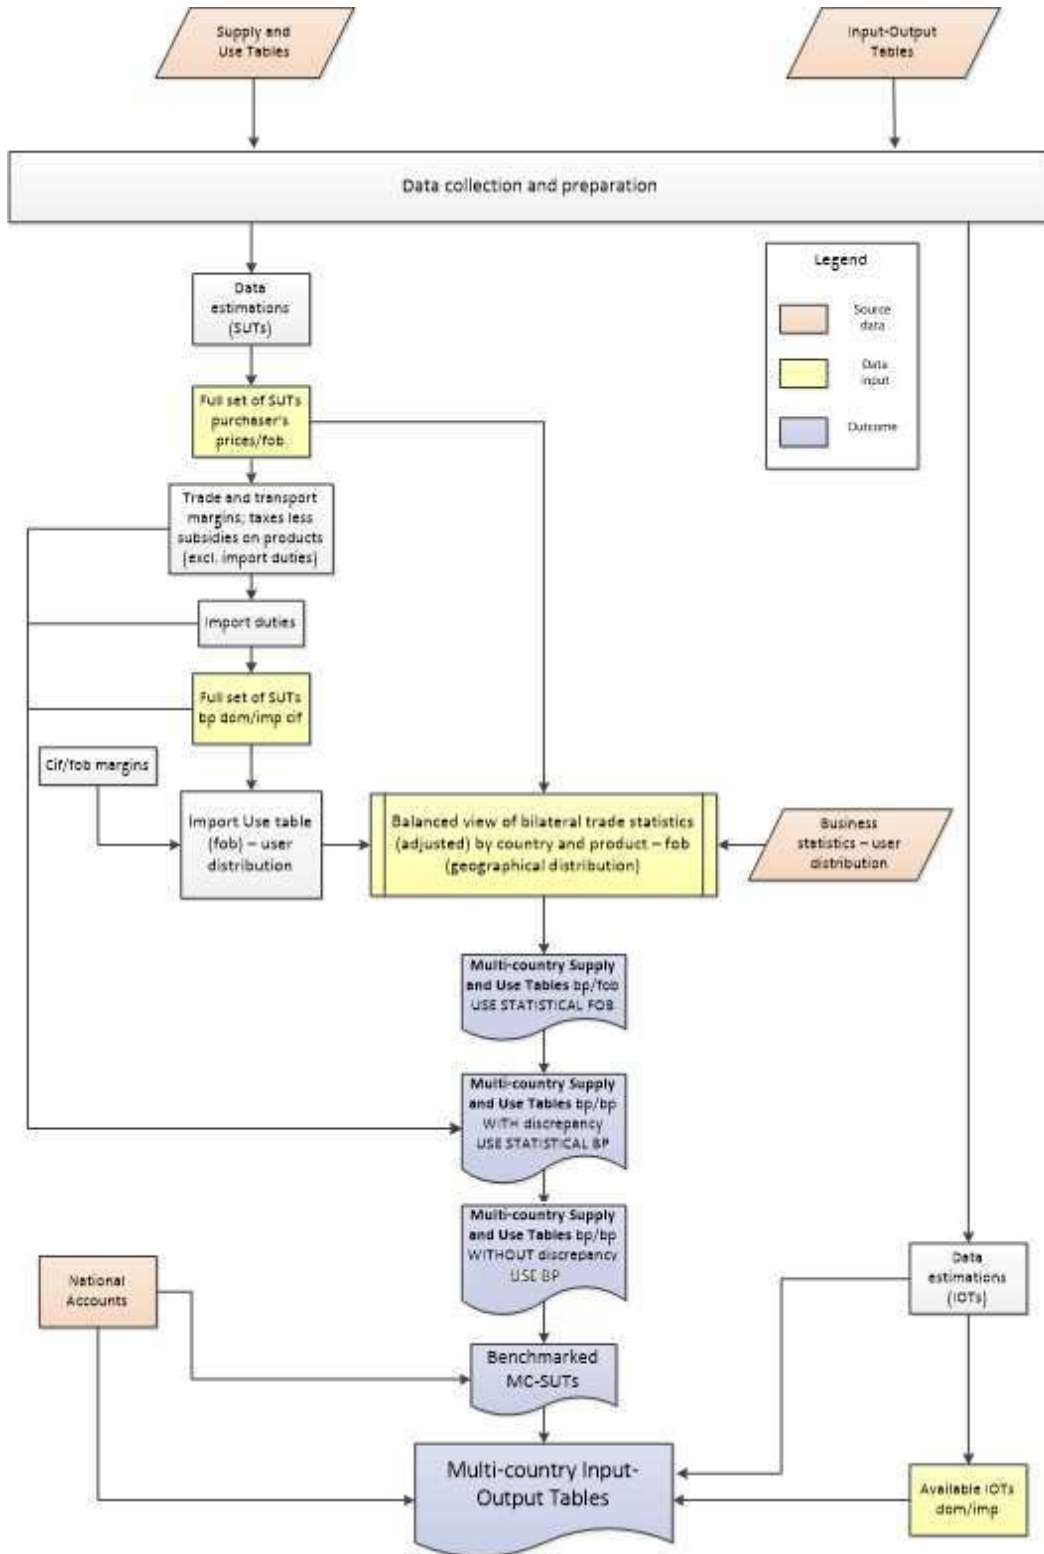 Supply and
Use Tables
Input-Output
Tables
Data collection and preparation
Data
estimations
(SUTs)
Legend
Source
data
Data
input
Outcome
Full set of SUTs
purchaser's
prices/fob
Trade and transport
margins; taxes less
subsidies on products
(excl. import duties)
Import duties
Full set of SUTs
bp dom/imp cif
Cif/fob margins
Import Use table
(fob) – user
distribution
Balanced view of bilateral trade statistics
(adjusted) by country and product – fob
(geographical distribution)
Business
statistics – user
distribution
Multi-country Supply
and Use Tables bp/fob
USE STATISTICAL FOB
Multi-country Supply
and Use Tables bp/bp
WITH discrepancy
USE STATISTICAL BP
Multi-country Supply
and Use Tables bp/bp
WITHOUT discrepancy
USE BP
National
Accounts
Data
estimations
(IOTs)
Benchmarked
MC-SUTs
Multi-country Input-
Output Tables
Available IOTs
dom/imp